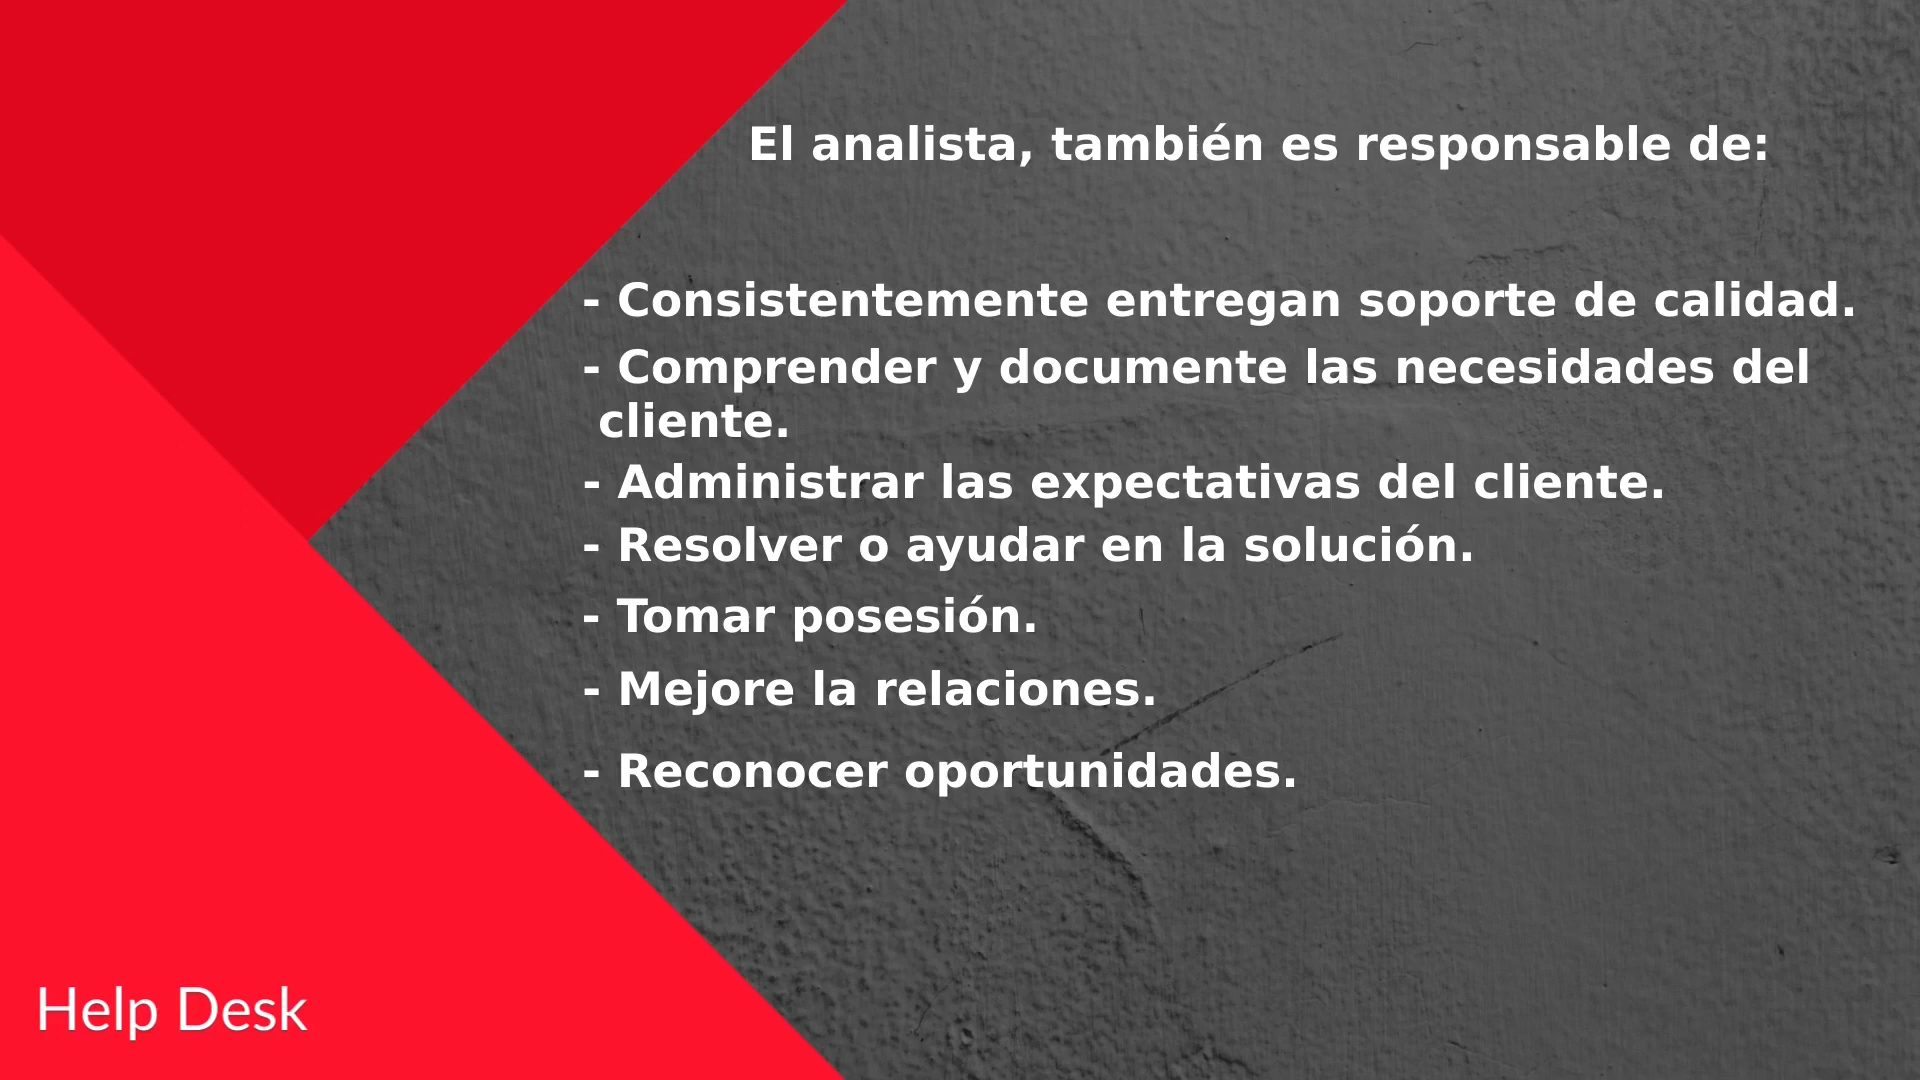 El analista, también es responsable de:
- Consistentemente entregan soporte de calidad.
- Comprender y documente las necesidades del
cliente.
- Administrar las expectativas del cliente.
- Resolver o ayudar en la solución.
- Tomar posesión.
- Mejore la relaciones.
- Reconocer oportunidades.
Help Desk